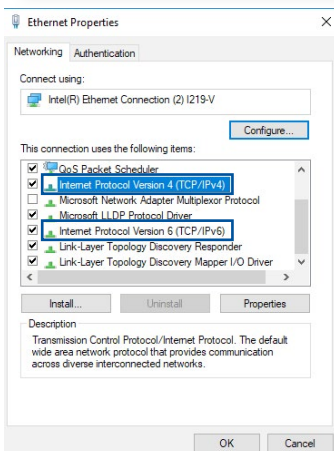 Ethernet Properties
Networking Authentication
Connect using:
Intel(R) Ethernet Connection (2) I219-V
Configure...
This connection uses the following items:
QoS Packet Scheduler
Internet Protocol Version 4 (TCP/IPv4)
Microsoft Network Adapter Multiplexor Protocol
Microsoft LLDP Protocol Driver
Internet Protocol Version 6 (TCP/IPv6)
Link-Layer Topology Discovery Responder
Link-Layer Topology Discovery Mapper I/O Driver
Install... Uninstall Properties
Description
Transmission Control Protocol/Internet Protocol. The default
wide area network protocol that provides communication
across diverse interconnected networks.
OK Cancel